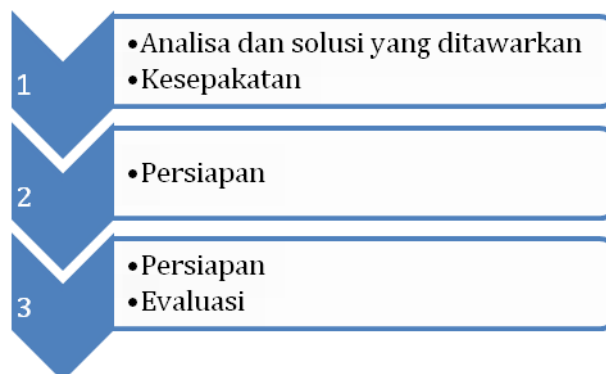 1
•Analisa dan solusi yang ditawarkan
•Kesepakatan
2
•Persiapan
3
•Persiapan
•Evaluasi